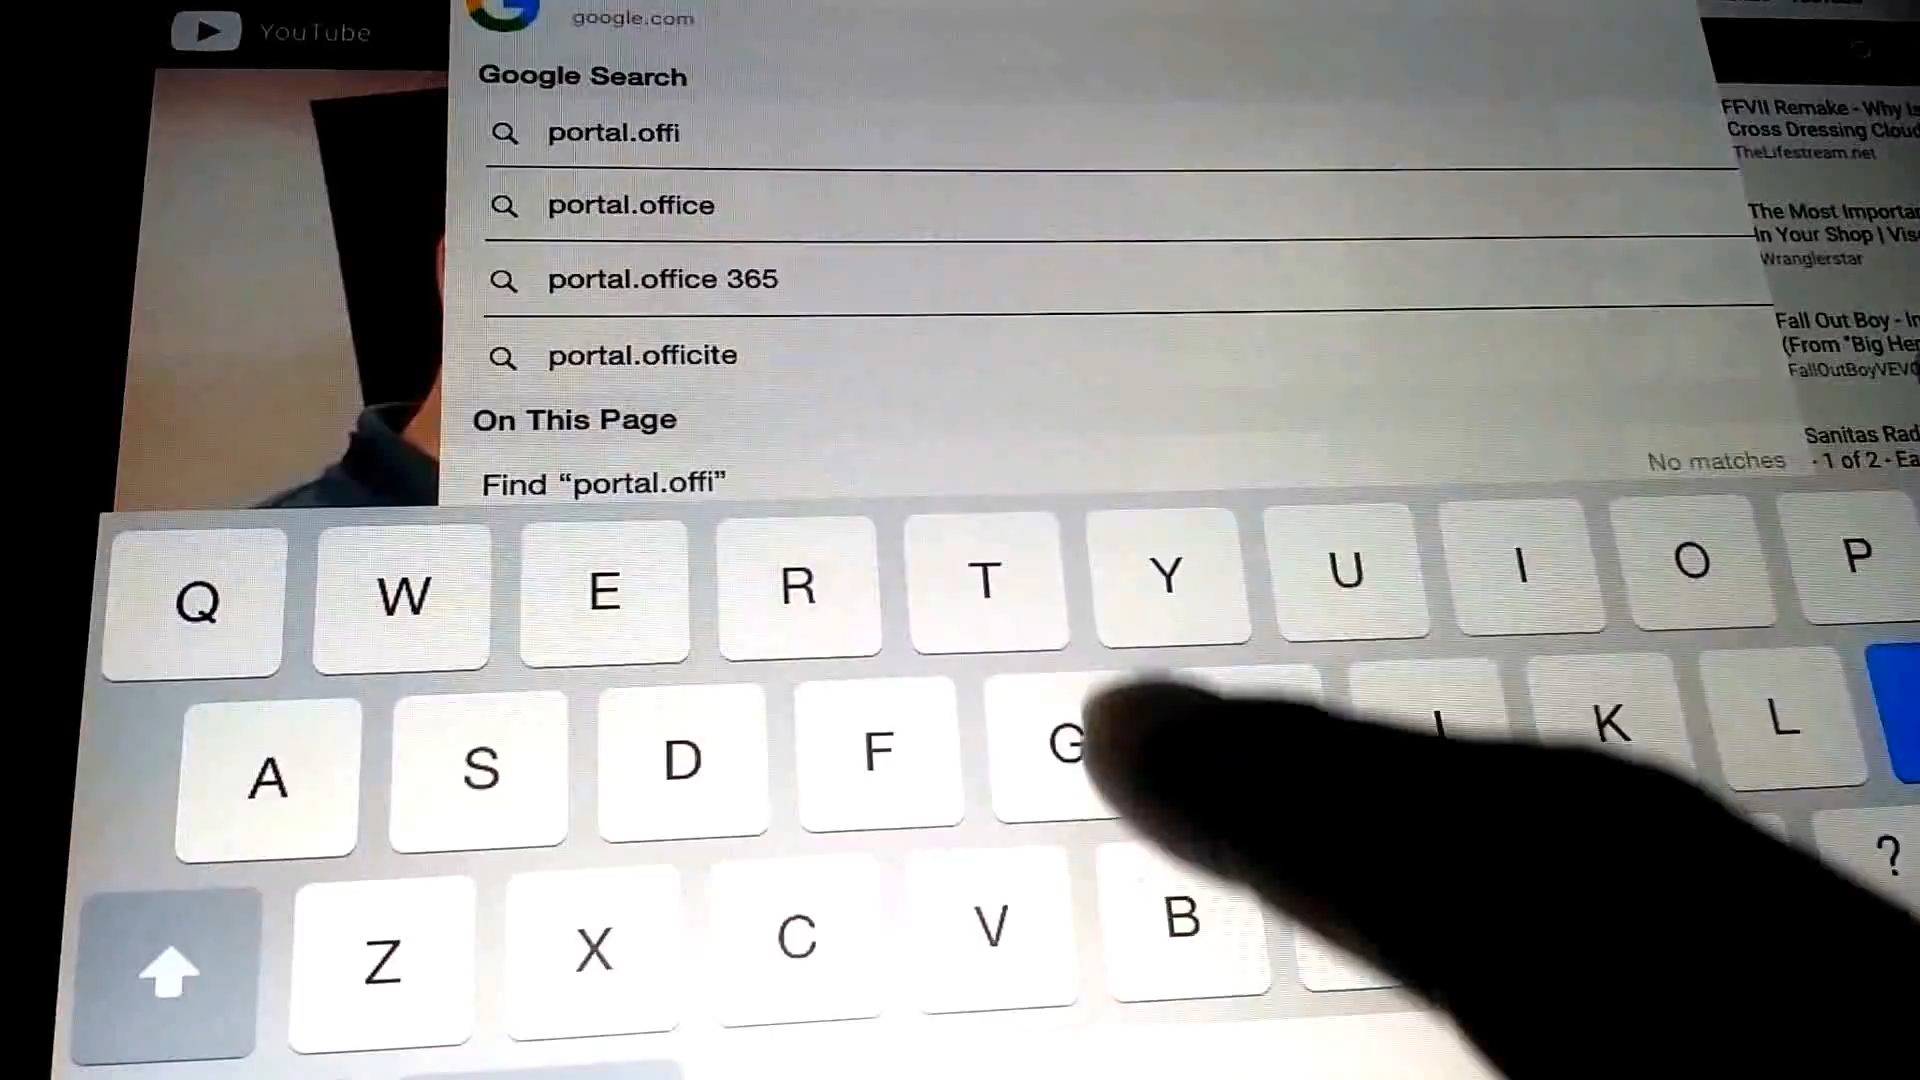 YouTube
google.com
Google Search
portal.offi
portal.office
portal.office 365
portal.officite
On This Page
Find “portal.offi”
No matches
FFVII Remake - Why
Cross Dressing Cloud
TheLifestream.net
The Most Importan
In Your Shop | Vis
Wranglerstar
Fall Out Boy - In
(From "Big Her
FallOutBoyVEVO
Sanitas Rad
- 1 of 2 - Ea
Q W E R T Y U I O P
A S D F G K L
Z X C V B ?